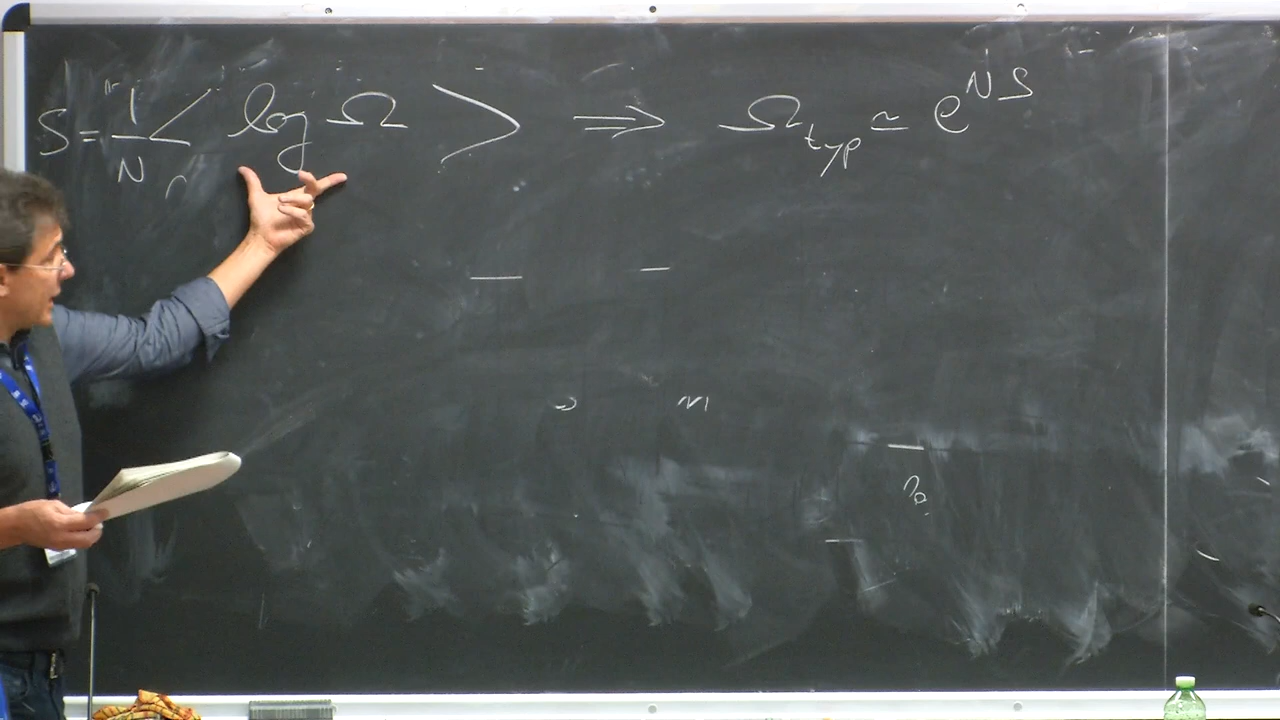 S = 1/N < log Ω > ⇒ Ω_typ ≃ e^{NS}